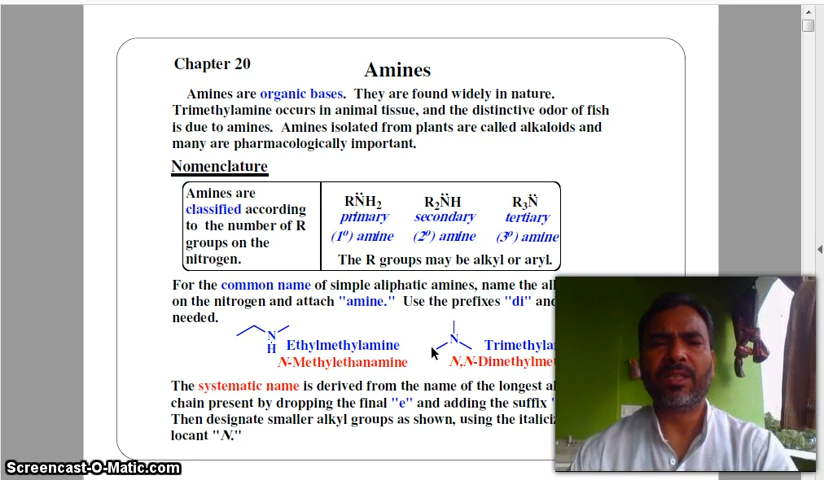 Chapter 20
Amines
Amines are organic bases. They are found widely in nature.
Trimethylamine occurs in animal tissue, and the distinctive odor of fish
is due to amines. Amines isolated from plants are called alkaloids and
many are pharmacologically important.
Nomenclature
Amines are
classified according
to the number of R
groups on the
nitrogen.
RN̈H₂ R₂N̈H R₃N̈
primary secondary tertiary
(1º) amine (2º) amine (3º) amine
The R groups may be alkyl or aryl.
For the common name of simple aliphatic amines, name the
on the nitrogen and attach "amine." Use the prefixes "di" and
needed.
N
H
Ethylmethylamine
N-Methylethanamine
N
The systematic name is derived from the name of the longest
chain present by dropping the final "e" and adding the suffix
Then designate smaller alkyl groups as shown, using the
locant "N."
Screencast-O-Matic.com